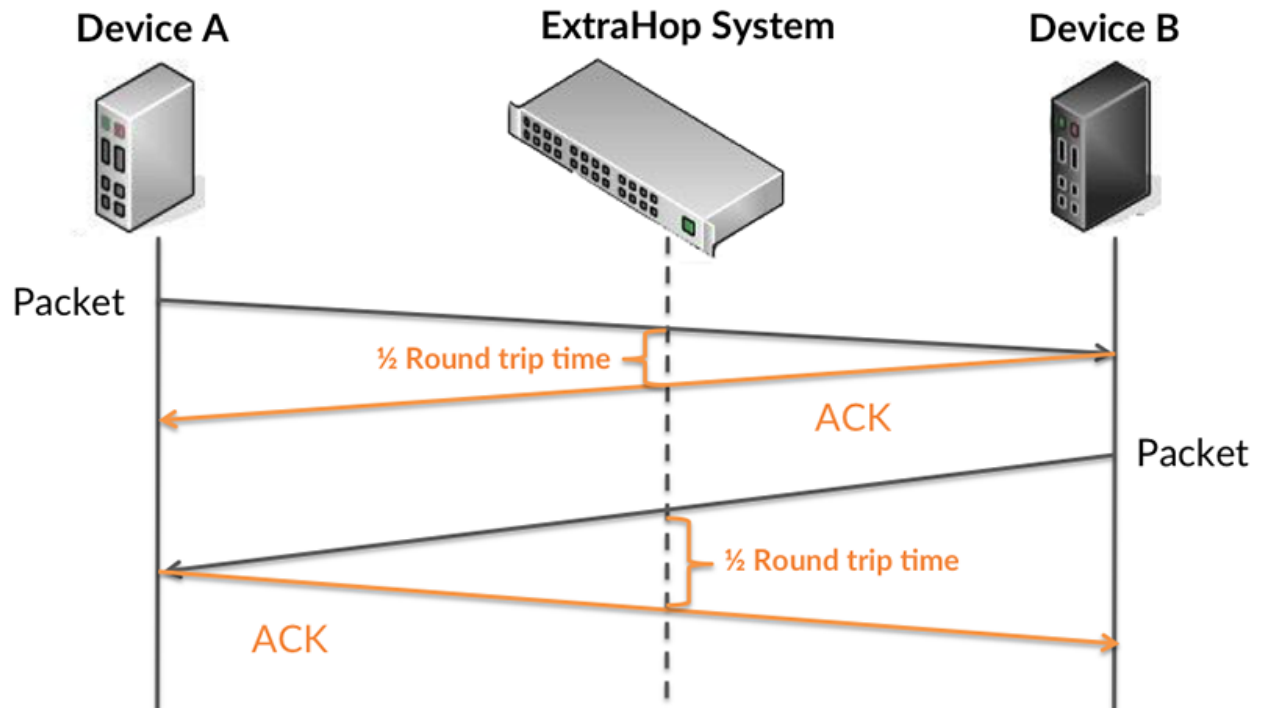 Device A
ExtraHop System
Device B
Packet
½ Round trip time
ACK
Packet
½ Round trip time
ACK